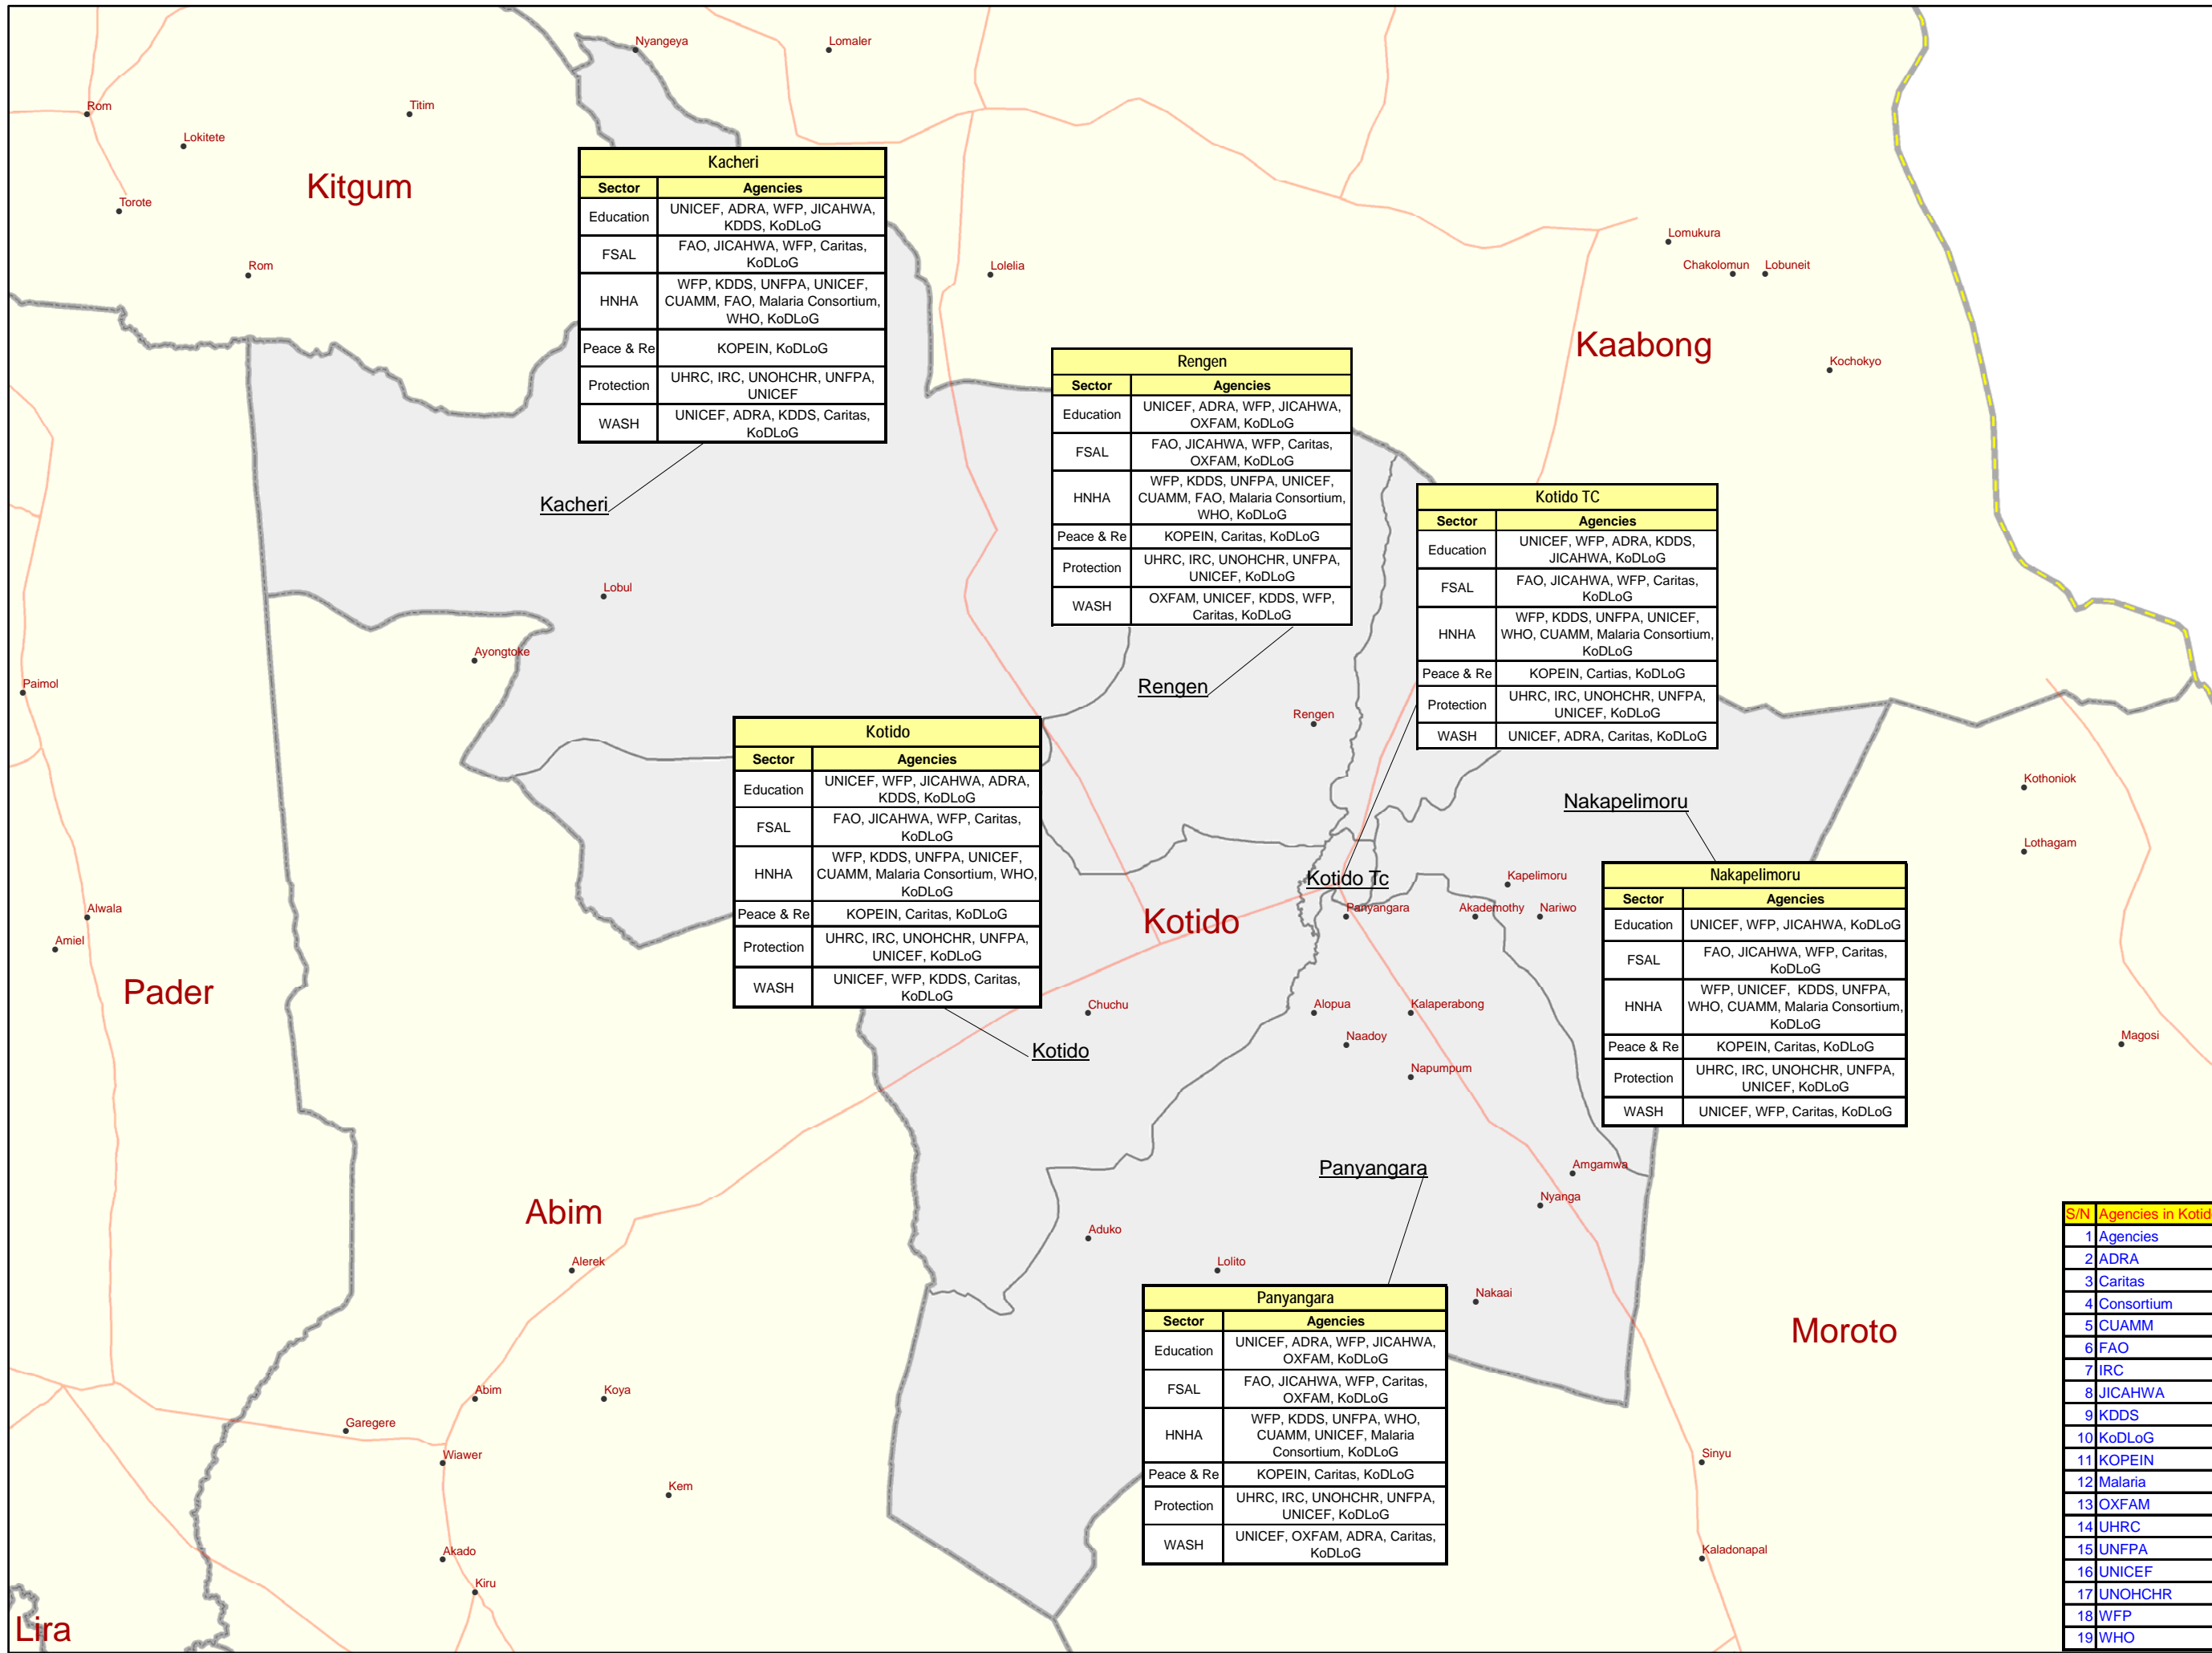 Nyangeya
Lomaler
Rom
Titim
Lokitete
Kitgum
Torote
Rom
Kacheri
Sector Agencies
Education UNICEF, ADRA, WFP, JICAHWA,
KDDS, KoDLoG
FSAL FAO, JICAHWA, WFP, Caritas,
KoDLoG
HNHA WFP, KDDS, UNFPA, UNICEF,
CUAMM, FAO, Malaria Consortium,
WHO, KoDLoG
Peace & Re KOPEIN, KoDLoG
Protection UHRC, IRC, UNOHCHR, UNFPA,
UNICEF
WASH UNICEF, ADRA, KDDS, Caritas,
KoDLoG
Lolelia
Lomukura
Chakolomun
Lobuneit
Kaabong
Kochokyo
Rengen
Sector Agencies
Education UNICEF, ADRA, WFP, JICAHWA,
OXFAM, KoDLoG
FSAL FAO, JICAHWA, WFP, Caritas,
OXFAM, KoDLoG
HNHA WFP, KDDS, UNFPA, UNICEF,
CUAMM, FAO, Malaria Consortium,
WHO, KoDLoG
Peace & Re KOPEIN, Caritas, KoDLoG
Protection UHRC, IRC, UNOHCHR, UNFPA,
UNICEF, KoDLoG
WASH OXFAM, UNICEF, KDDS, WFP,
Caritas, KoDLoG
Kotido TC
Sector Agencies
Education UNICEF, WFP, ADRA, KDDS,
JICAHWA, KoDLoG
FSAL FAO, JICAHWA, WFP, Caritas,
KoDLoG
HNHA WFP, KDDS, UNFPA, UNICEF,
WHO, CUAMM, Malaria Consortium,
KoDLoG
Peace & Re KOPEIN, Cartias, KoDLoG
Protection UHRC, IRC, UNOHCHR, UNFPA,
UNICEF, KoDLoG
WASH UNICEF, ADRA, Caritas, KoDLoG
Kacheri
Lobul
Ayongtoke
Paimol
Rengen
Rengen
Kotido
Sector Agencies
Education UNICEF, WFP, JICAHWA, ADRA,
KDDS, KoDLoG
FSAL FAO, JICAHWA, WFP, Caritas,
KoDLoG
HNHA WFP, KDDS, UNFPA, UNICEF,
CUAMM, Malaria Consortium, WHO,
KoDLoG
Peace & Re KOPEIN, Caritas, KoDLoG
Protection UHRC, IRC, UNOHCHR, UNFPA,
UNICEF, KoDLoG
WASH UNICEF, WFP, KDDS, Caritas,
KoDLoG
Kothoniok
Nakapelimoru
Lothagam
Kotido Tc
Kapelimoru
Panyangara
Akademothy
Nariwo
Nakapelimoru
Sector Agencies
Education UNICEF, WFP, JICAHWA, KoDLoG
FSAL FAO, JICAHWA, WFP, Caritas,
KoDLoG
HNHA WFP, UNICEF, KDDS, UNFPA,
WHO, CUAMM, Malaria Consortium,
KoDLoG
Peace & Re KOPEIN, Caritas, KoDLoG
Protection UHRC, IRC, UNOHCHR, UNFPA,
UNICEF, KoDLoG
WASH UNICEF, WFP, Caritas, KoDLoG
Kotido
Alwala
Amiel
Pader
Chuchu
Alopua
Kalaperabong
Naadoy
Napumpum
Magosi
Kotido
Panyangara
Amgamwa
Nyanga
Abim
Aduko
Alerek
Lolito
Nakaai
Moroto
Panyangara
Sector Agencies
Education UNICEF, ADRA, WFP, JICAHWA,
OXFAM, KoDLoG
FSAL FAO, JICAHWA, WFP, Caritas,
OXFAM, KoDLoG
HNHA WFP, KDDS, UNFPA, WHO,
CUAMM, UNICEF, Malaria
Consortium, KoDLoG
Peace & Re KOPEIN, Caritas, KoDLoG
Protection UHRC, IRC, UNOHCHR, UNFPA,
UNICEF, KoDLoG
WASH UNICEF, OXFAM, ADRA, Caritas,
KoDLoG
Abim
Koya
Garegere
Wiawer
Kem
Sinyu
Akado
Kiru
Kaladonapal
Lira
S/N Agencies in Kotid
1 Agencies
2 ADRA
3 Caritas
4 Consortium
5 CUAMM
6 FAO
7 IRC
8 JICAHWA
9 KDDS
10 KoDLoG
11 KOPEIN
12 Malaria
13 OXFAM
14 UHRC
15 UNFPA
16 UNICEF
17 UNOHCHR
18 WFP
19 WHO